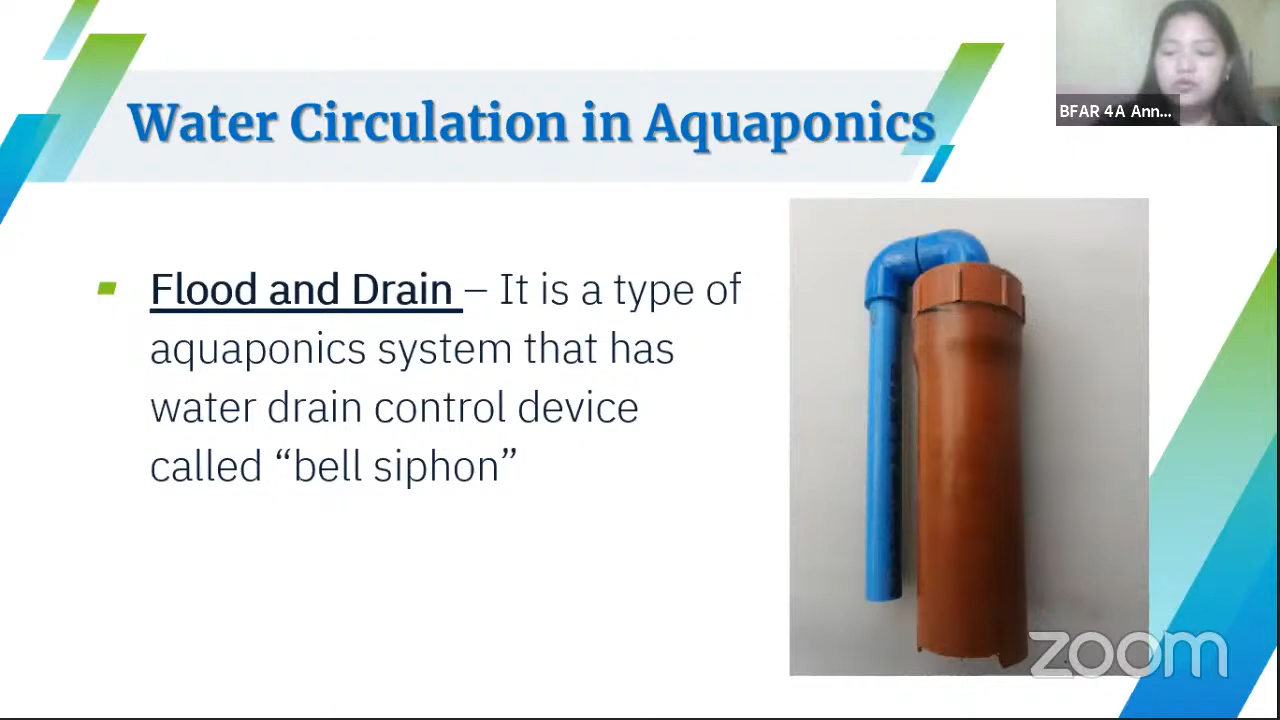 Water Circulation in Aquaponics
BFAR 4A Ann...
Flood and Drain – It is a type of
aquaponics system that has
water drain control device
called “bell siphon”
zoom